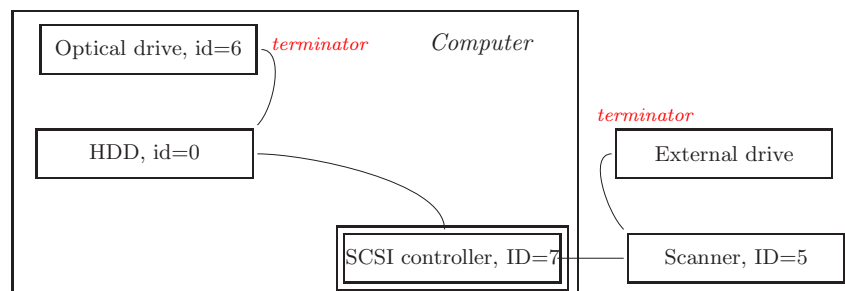 Optical drive, id=6
terminator
Computer
terminator
HDD, id=0
External drive
SCSI controller, ID=7
Scanner, ID=5